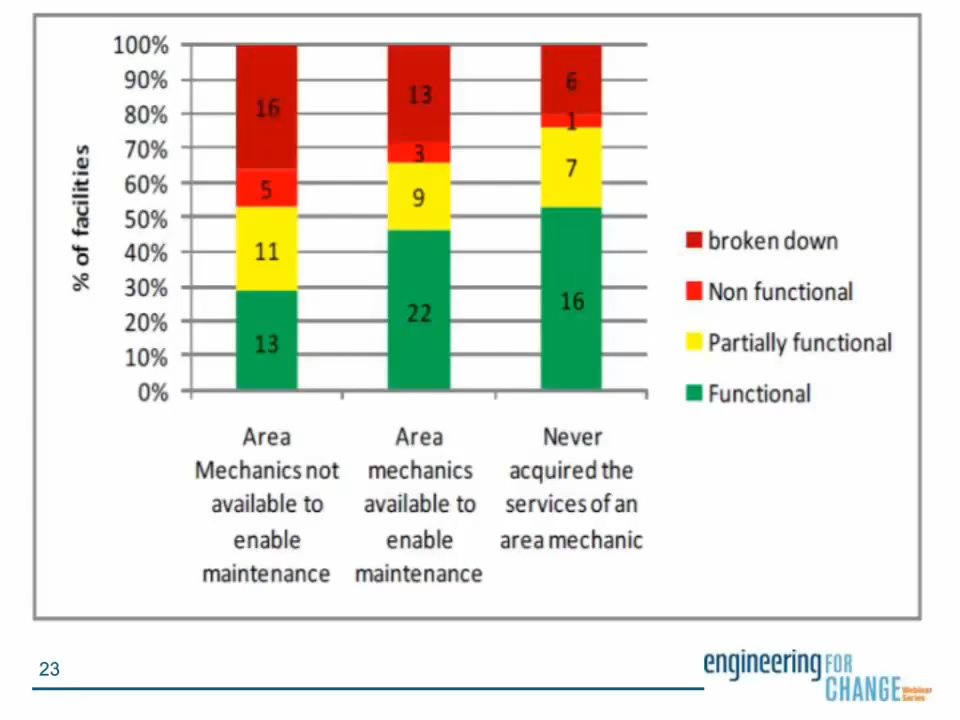 % of facilities
100%
90%
80%
70%
60%
50%
40%
30%
20%
10%
0%
16
5
11
13
13
3
9
22
6
1
7
16
Area
Mechanics not
available to
enable
maintenance
Area
mechanics
available to
enable
maintenance
Never
acquired the
services of an
area mechanic
broken down
Non functional
Partially functional
Functional
23
engineering FOR
CHANGE Webinar
Series